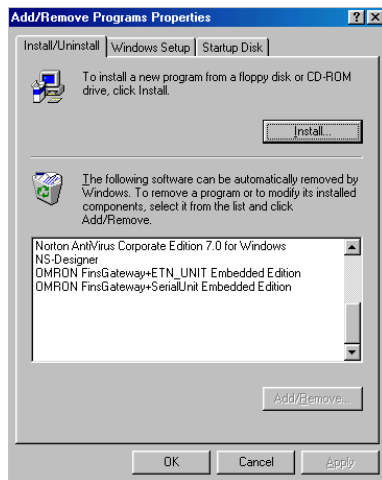 Add/Remove Programs Properties
Install/Uninstall Windows Setup Startup Disk
To install a new program from a floppy disk or CD-ROM
drive, click Install.
Install...
The following software can be automatically removed by
Windows. To remove a program or to modify its installed
components, select it from the list and click
Add/Remove.
Norton AntiVirus Corporate Edition 7.0 for Windows
NS-Designer
OMRON FinsGateway+ETN_UNIT Embedded Edition
OMRON FinsGateway+SerialUnit Embedded Edition
Add/Remove...
OK Cancel Apply